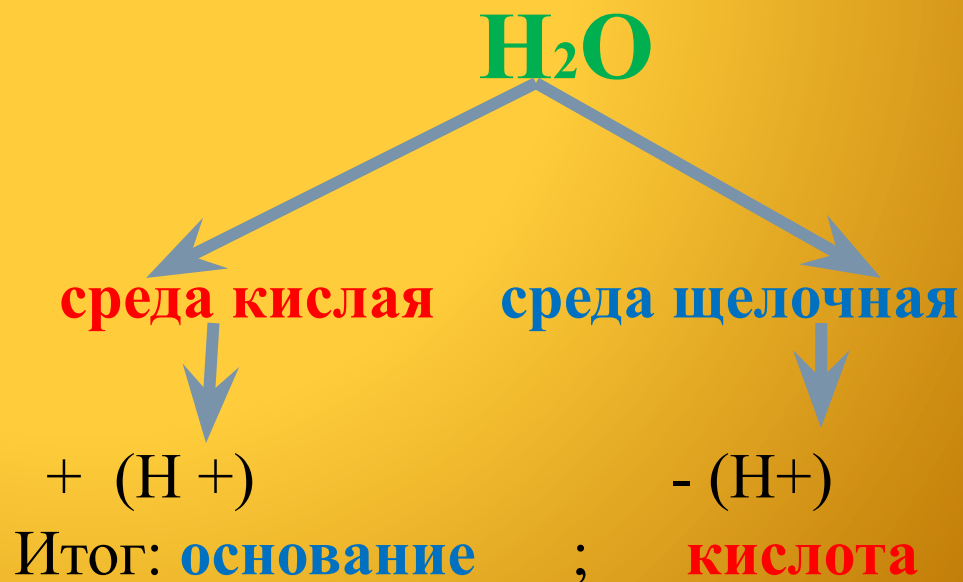 H₂O
среда кислая среда щелочная
+ (H +) - (H+)
Итог: основание ; кислота